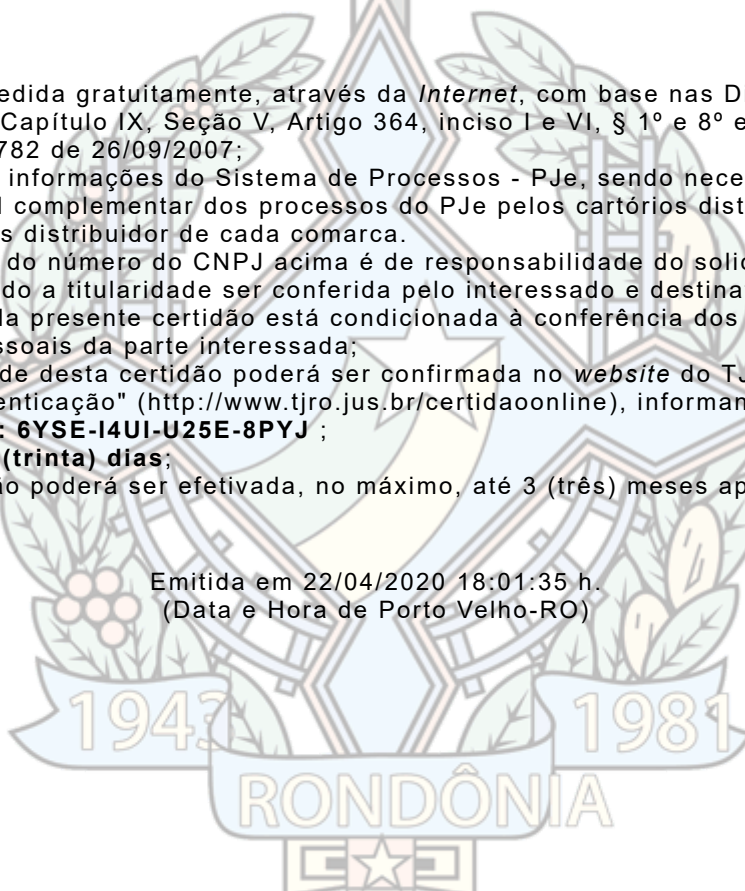 edida gratuitamente, através da Internet, com base nas D
Capítulo IX, Seção V, Artigo 364, inciso I e VI, § 1º e 8º e
782 de 26/09/2007;
informações do Sistema de Processos - PJe, sendo nece
l complementar dos processos do PJe pelos cartórios dist
s distribuidor de cada comarca.
do número do CNPJ acima é de responsabilidade do soli
do a titularidade ser conferida pelo interessado e destina
da presente certidão está condicionada à conferência dos
ssoais da parte interessada;
de desta certidão poderá ser confirmada no website do TJ
enticação" (http://www.tjro.jus.br/certidaoonline), informan
: 6YSE-I4UI-U25E-8PYJ ;
(trinta) dias;
ão poderá ser efetivada, no máximo, até 3 (três) meses ap
Emitida em 22/04/2020 18:01:35 h.
(Data e Hora de Porto Velho-RO)
1943
1981
RONDÔNIA